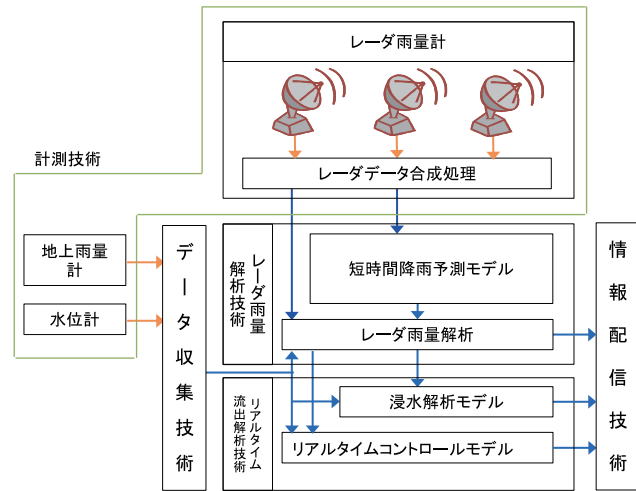 レーダ雨量計
計測技術
レーダデータ合成処理
地上雨量
計
水位計
データ収集技術
レーダ雨量
解析技術
短時間降雨予測モデル
レーダ雨量解析
リアルタイム
流出解析技術
浸水解析モデル
リアルタイムコントロールモデル
情報配信技術